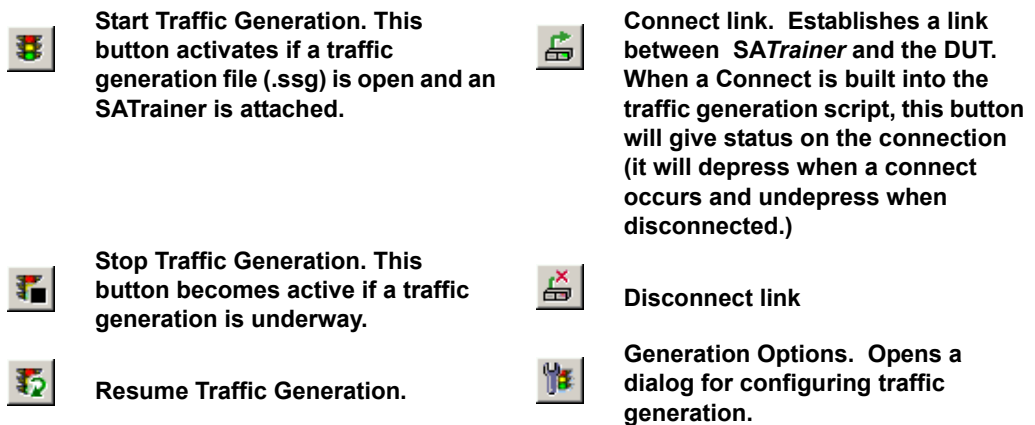 Start Traffic Generation. This
button activates if a traffic
generation file (.ssg) is open and an
SATrainer is attached.
Connect link.  Establishes a link
between  SATrainer and the DUT.
When a Connect is built into the
traffic generation script, this button
will give status on the connection
(it will depress when a connect
occurs and undepress when
disconnected.)
Stop Traffic Generation. This
button becomes active if a traffic
generation is underway.
Disconnect link
Resume Traffic Generation.
Generation Options.  Opens a
dialog for configuring traffic
generation.